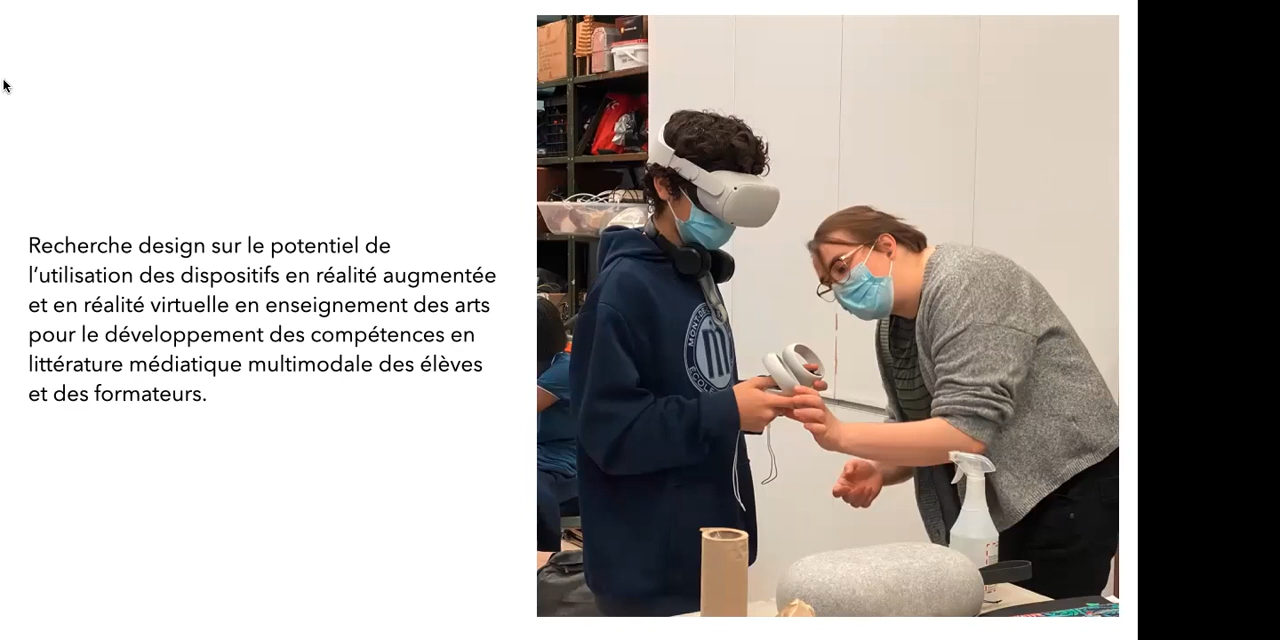 Recherche design sur le potentiel de
l’utilisation des dispositifs en réalité augmentée
et en réalité virtuelle en enseignement des arts
pour le développement des compétences en
littérature médiatique multimodale des élèves
et des formateurs.